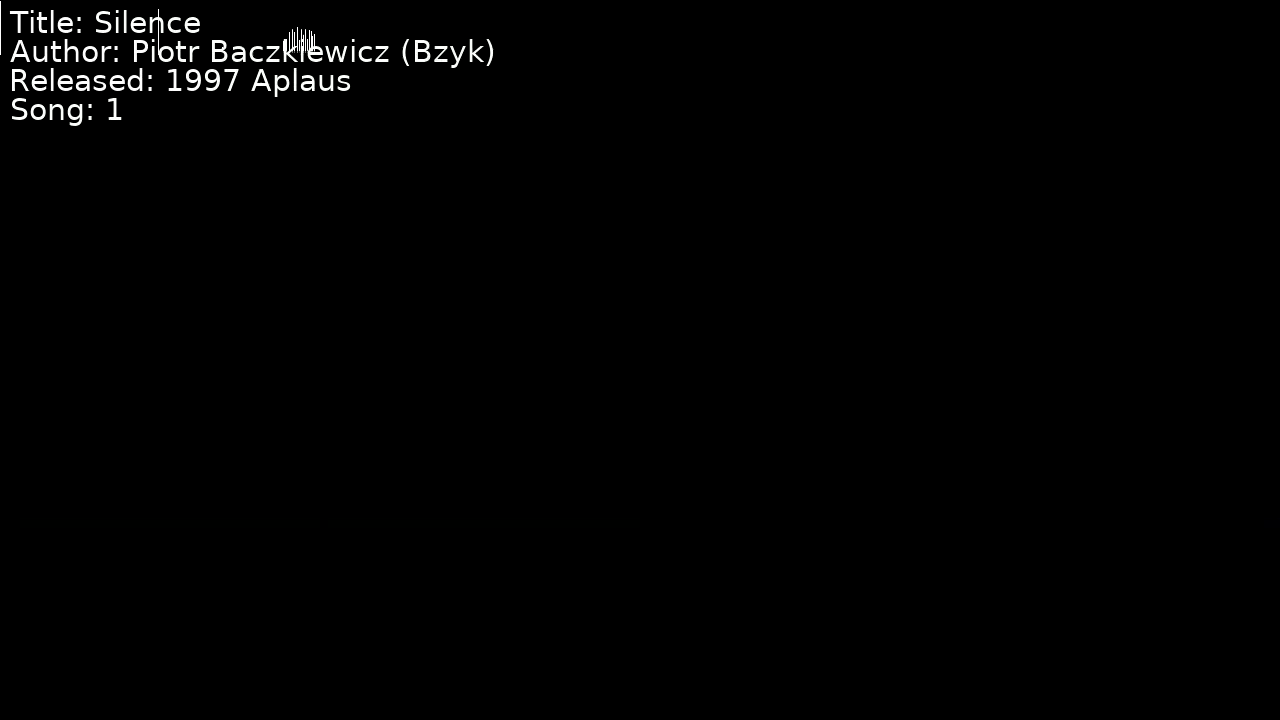 Title: Silence
Author: Piotr Baczkiewicz (Bzyk)
Released: 1997 Aplaus
Song: 1